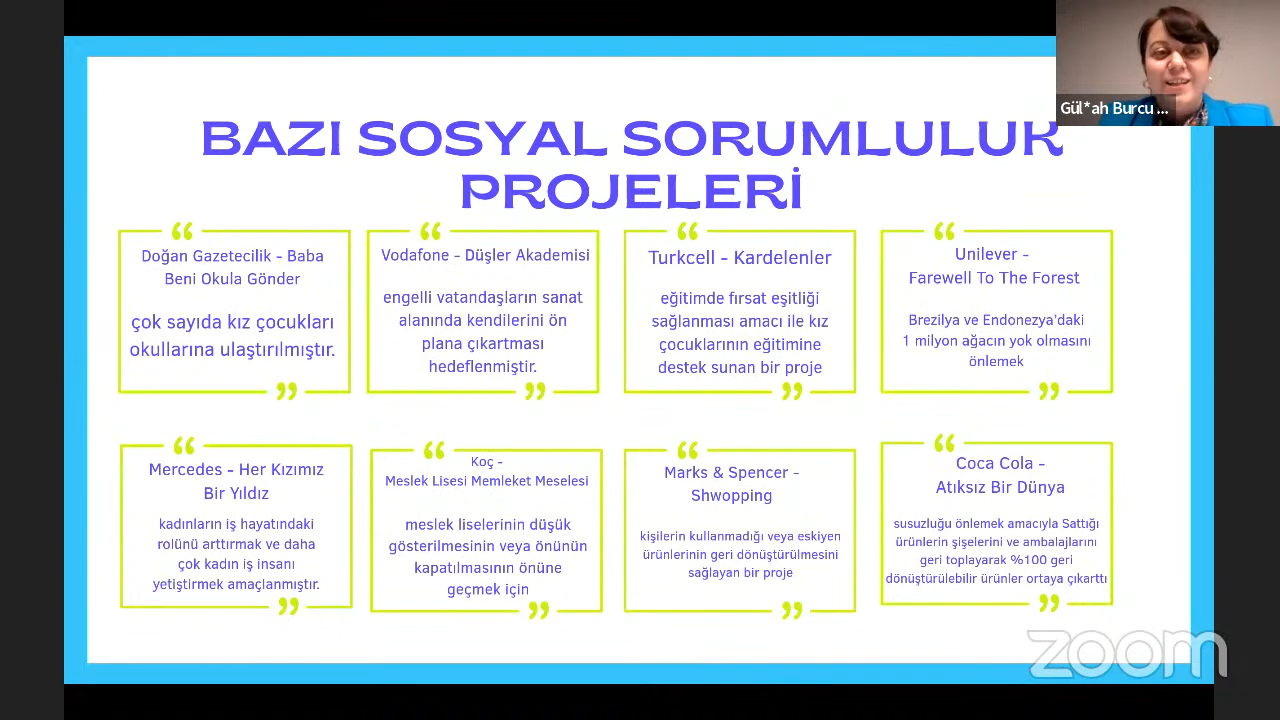 Gül*ah Burcu ...
BAZI SOSYAL SORUMLULUK
PROJELERİ
Doğan Gazetecilik - Baba
Beni Okula Gönder
çok sayıda kız çocukları
okullarına ulaştırılmıştır.
Vodafone - Düşler Akademisi
engelli vatandaşların sanat
alanında kendilerini ön
plana çıkartması
hedeflenmiştir.
Turkcell - Kardelenler
eğitimde fırsat eşitliği
sağlanması amacı ile kız
çocuklarının eğitimine
destek sunan bir proje
Unilever -
Farewell To The Forest
Brezilya ve Endonezya'daki
1 milyon ağacın yok olmasını
önlemek
Mercedes - Her Kızımız
Bir Yıldız
kadınların iş hayatındaki
rolünü arttırmak ve daha
çok kadın iş insanı
yetiştirmek amaçlanmıştır.
Koç -
Meslek Lisesi Memleket Meselesi
meslek liselerinin düşük
gösterilmesinin veya önünün
kapatılmasının önüne
geçmek için
Marks & Spencer -
Shwopping
kişilerin kullanmadığı veya eskiyen
ürünlerinin geri dönüştürülmesini
sağlayan bir proje
Coca Cola -
Atıksız Bir Dünya
susuzluğu önlemek amacıyla Sattığı
ürünlerin şişelerini ve ambalajlarını
geri toplayarak %100 geri
dönüştürülebilir ürünler ortaya çıkarttı
zoom